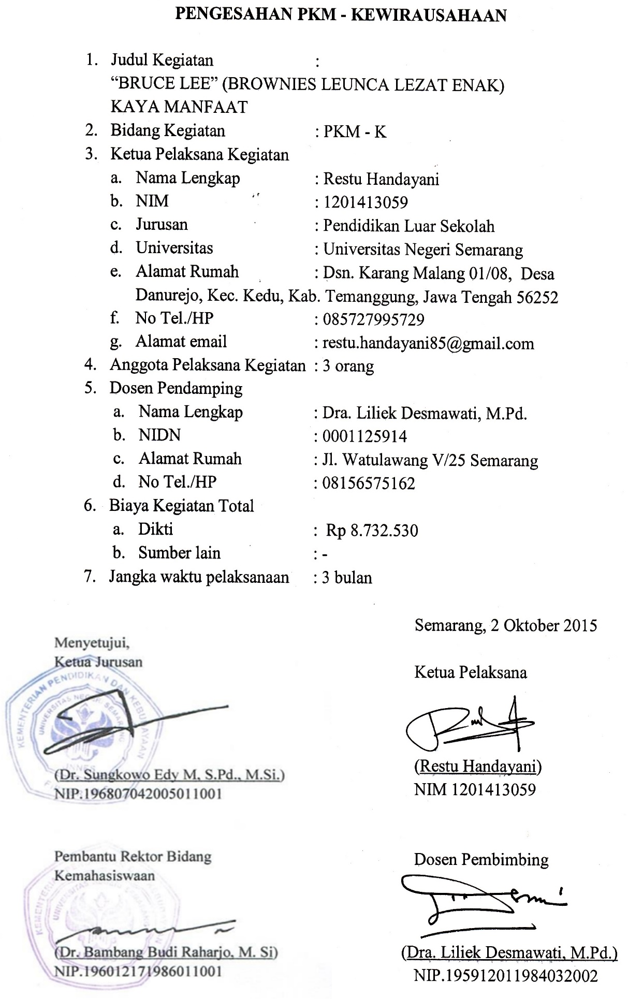 PENGESAHAN PKM - KEWIRAUSAHAAN
1. Judul Kegiatan :
“BRUCE LEE” (BROWNIES LEUNCA LEZAT ENAK)
KAYA MANFAAT
2. Bidang Kegiatan : PKM - K
3. Ketua Pelaksana Kegiatan
a. Nama Lengkap : Restu Handayani
b. NIM : 1201413059
c. Jurusan : Pendidikan Luar Sekolah
d. Universitas : Universitas Negeri Semarang
e. Alamat Rumah : Dsn. Karang Malang 01/08, Desa
Danurejo, Kec. Kedu, Kab. Temanggung, Jawa Tengah 56252
f. No Tel./HP : 085727995729
g. Alamat email : restu.handayani85@gmail.com
4. Anggota Pelaksana Kegiatan : 3 orang
5. Dosen Pendamping
a. Nama Lengkap : Dra. Liliek Desmawati, M.Pd.
b. NIDN : 0001125914
c. Alamat Rumah : Jl. Watulawang V/25 Semarang
d. No Tel./HP : 08156575162
6. Biaya Kegiatan Total
a. Dikti : Rp 8.732.530
b. Sumber lain : -
7. Jangka waktu pelaksanaan : 3 bulan
Semarang, 2 Oktober 2015
Menyetujui,
Ketua Jurusan
KEMENTERIAN PENDIDIKAN DAN KEBUDAYAAN
UNIVERSITAS NEGERI SEMARANG
UNNES
(Dr. Sungkowo Edy M, S.Pd., M.Si.)
NIP.196807042005011001
Ketua Pelaksana
(Restu Handayani)
NIM 1201413059
Pembantu Rektor Bidang
Kemahasiswaan
(Dr. Bambang Budi Raharjo, M. Si)
NIP.196012171986011001
Dosen Pembimbing
(Dra. Liliek Desmawati, M.Pd.)
NIP.195912011984032002